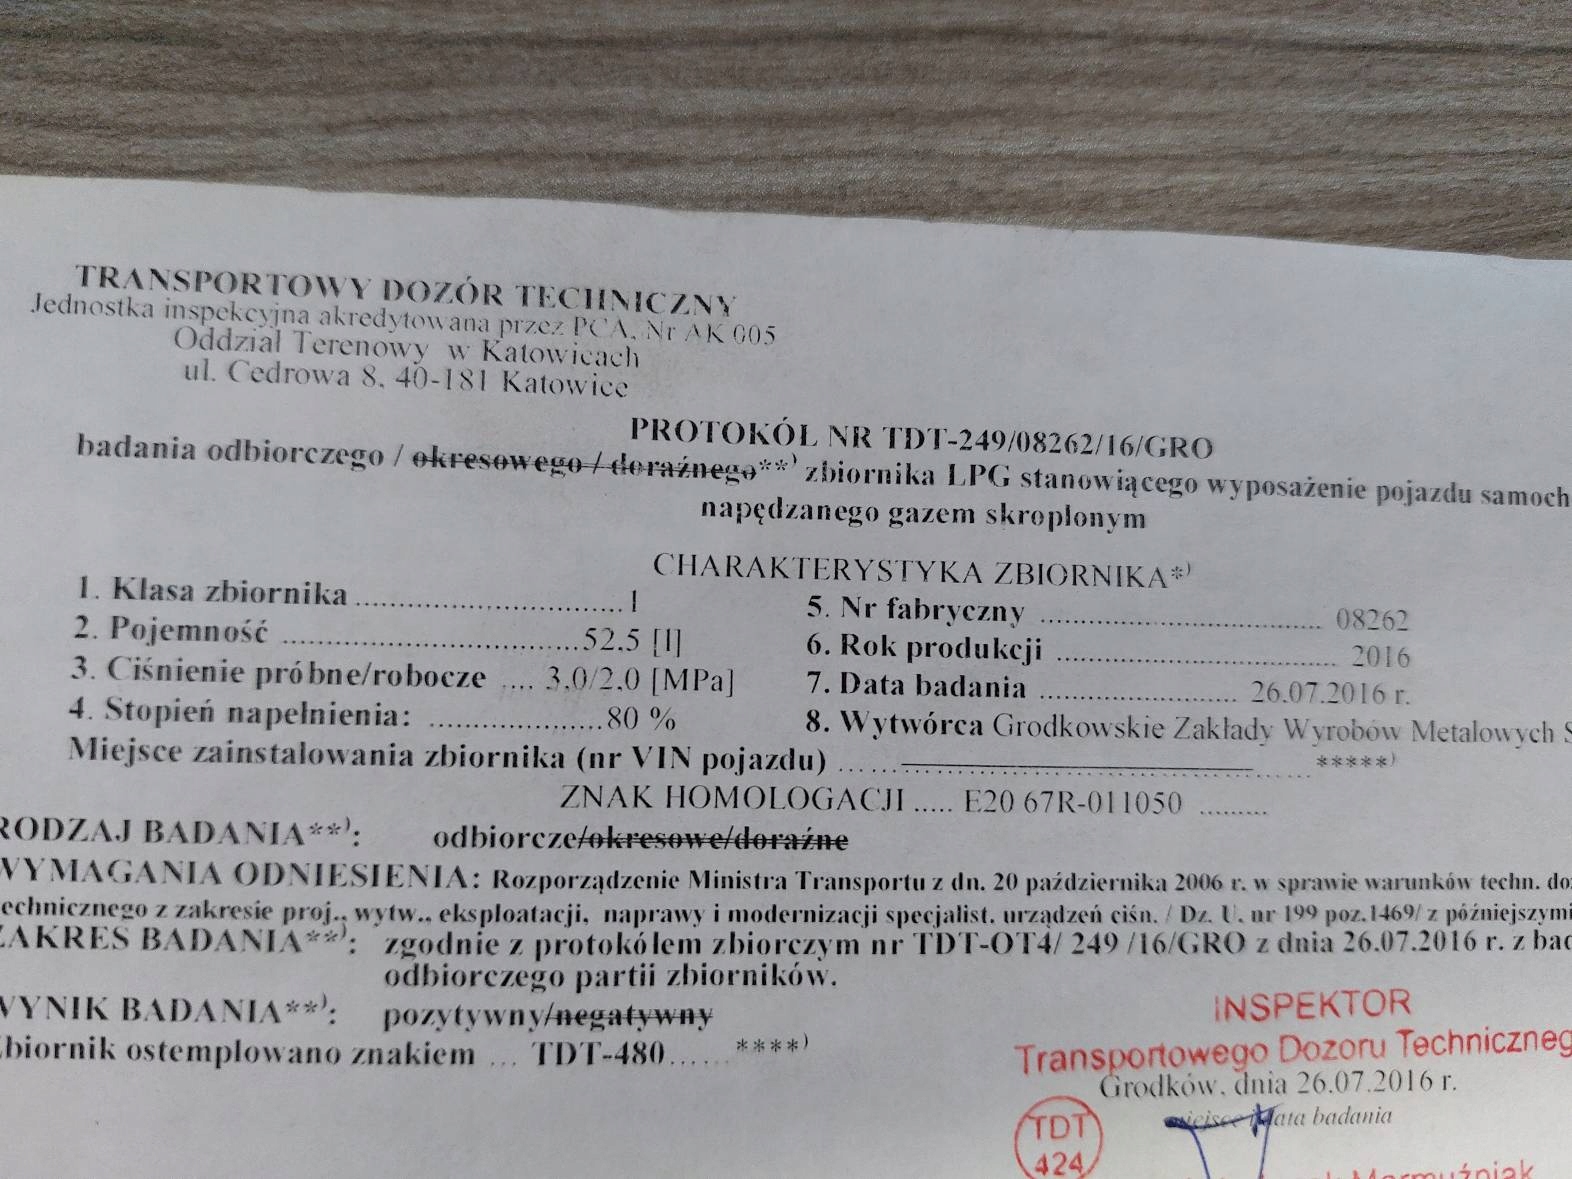 TRANSPORTOWY DOZÓR TECHNICZNY
Jednostka inspekcyjna akredytowana przez PCA, Nr AK 005
Oddział Terenowy w Katowicach
ul. Cedrowa 8, 40-181 Katowice
PROTOKÓL NR TDT-249/08262/16/GRO
badania odbiorczego / okresowego / doraźnego**) zbiornika LPG stanowiącego wyposażenie pojazdu samoch
napędzanego gazem skroplonym
CHARAKTERYSTYKA ZBIORNIKA*)
1. Klasa zbiornika ................................. I
2. Pojemność ....................................52.5 [l]
3. Ciśnienie próbne/robocze .... 3,0/2,0 [MPa]
4. Stopień napełnienia: .....................80 %
5. Nr fabryczny .................................... 08262
6. Rok produkcji .................................... 2016
7. Data badania ......................... 26.07.2016 r.
8. Wytwórca Grodkowskie Zakłady Wyrobów Metalowych S
Miejsce zainstalowania zbiornika (nr VIN pojazdu) ............................................................ *****)
ZNAK HOMOLOGACJI ..... E20 67R-011050 .........
RODZAJ BADANIA**): odbiorcze/okresowe/doraźne
WYMAGANIA ODNIESIENIA: Rozporządzenie Ministra Transportu z dn. 20 października 2006 r. w sprawie warunków techn. do
echnicznego z zakresie proj., wytw., eksploatacji, naprawy i modernizacji specjalist. urządzeń ciśn. / Dz. U. nr 199 poz.1469/ z późniejszymi
ZAKRES BADANIA**): zgodnie z protokółem zbiorczym nr TDT-OT4/ 249 /16/GRO z dnia 26.07.2016 r. z bad
odbiorczego partii zbiorników.
WYNIK BADANIA**): pozytywny/negatywny
Zbiornik ostemplowano znakiem ... TDT-480...... ****)
INSPEKTOR
Transportowego Dozoru Techniczneg
Grodków, dnia 26.07.2016 r.
miejsce i data badania
TDT
424